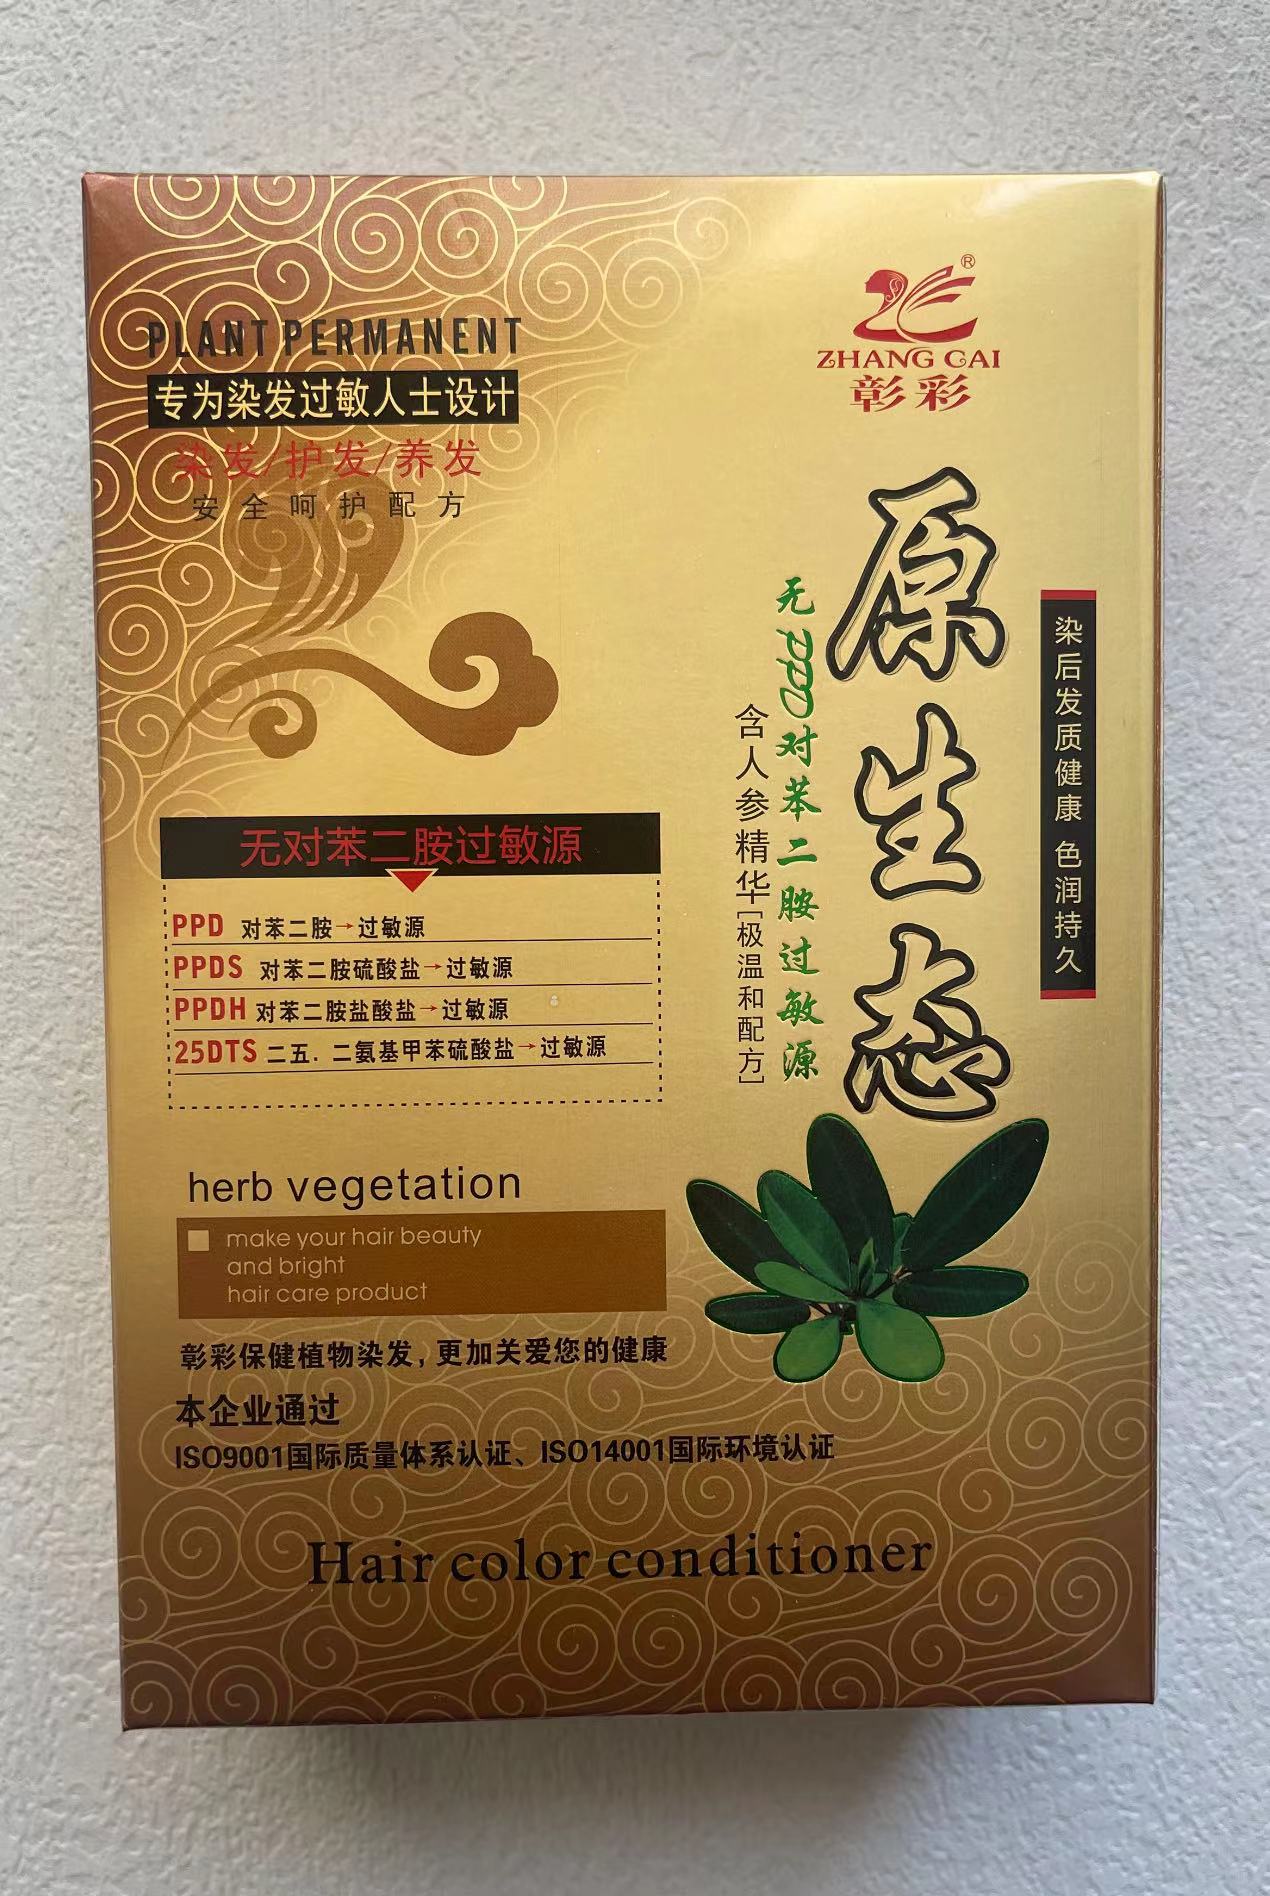 PLANT PERMANENT
专为染发过敏人士设计
染发/护发/养发
安全呵护配方
®
ZHANG CAI
彰彩
原生态
染后发质健康 色润持久
无PPD对苯二胺过敏源
含人参精华[极温和配方]
无对苯二胺过敏源
PPD 对苯二胺→过敏源
PPDS 对苯二胺硫酸盐→过敏源
PPDH 对苯二胺盐酸盐→过敏源
25DTS 二五．二氨基甲苯硫酸盐→过敏源
herb vegetation
make your hair beauty
and bright
hair care product
彰彩保健植物染发，更加关爱您的健康
本企业通过
ISO9001国际质量体系认证、ISO14001国际环境认证
Hair color conditioner